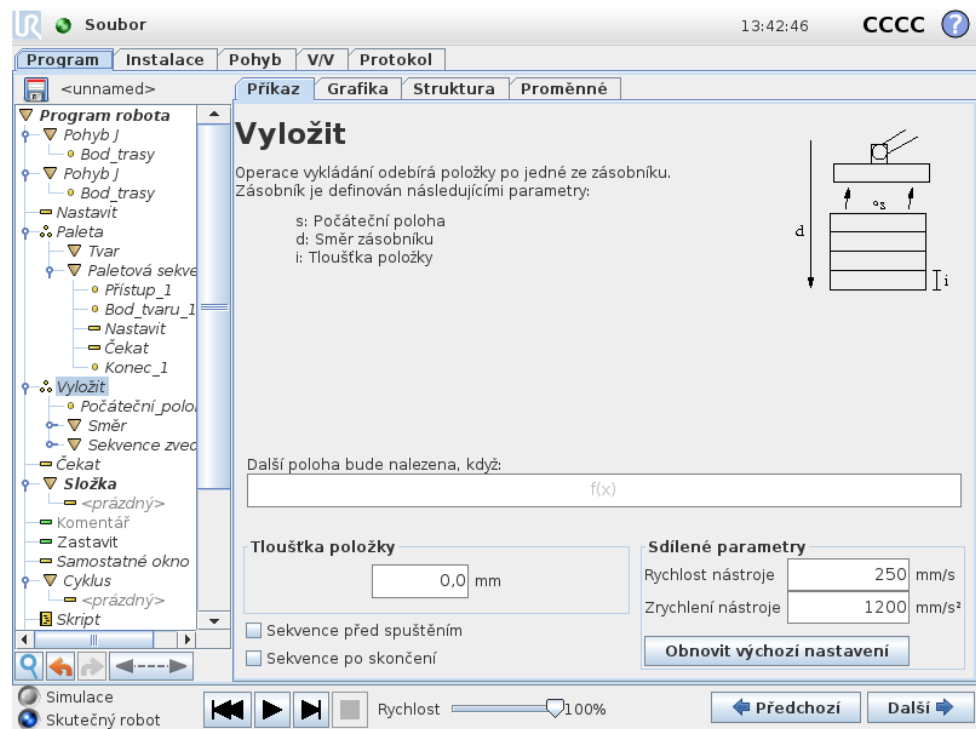 UR
Soubor
13:42:46
CCCC
?
Program
Instalace
Pohyb
V/V
Protokol
<unnamed>
Příkaz
Grafika
Struktura
Proměnné
Program robota
Pohyb J
Bod_trasy
Pohyb J
Bod_trasy
Nastavit
Paleta
Tvar
Paletová sekve
Přístup_1
Bod_tvaru_1
Nastavit
Čekat
Konec_1
Vyložit
Počáteční_polo
Směr
Sekvence zved
Čekat
Složka
<prázdný>
Komentář
Zastavit
Samostatné okno
Cyklus
<prázdný>
Skript
Vyložit
Operace vykládání odebírá položky po jedné ze zásobníku.
Zásobník je definován následujícími parametry:
s: Počáteční poloha
d: Směr zásobníku
i: Tloušťka položky
s
d
i
Další poloha bude nalezena, když:
f(x)
Tloušťka položky
0,0 mm
Sekvence před spuštěním
Sekvence po skončení
Sdílené parametry
Rychlost nástroje 250 mm/s
Zrychlení nástroje 1200 mm/s²
Obnovit výchozí nastavení
Simulace
Skutečný robot
Rychlost 100%
Předchozí
Další